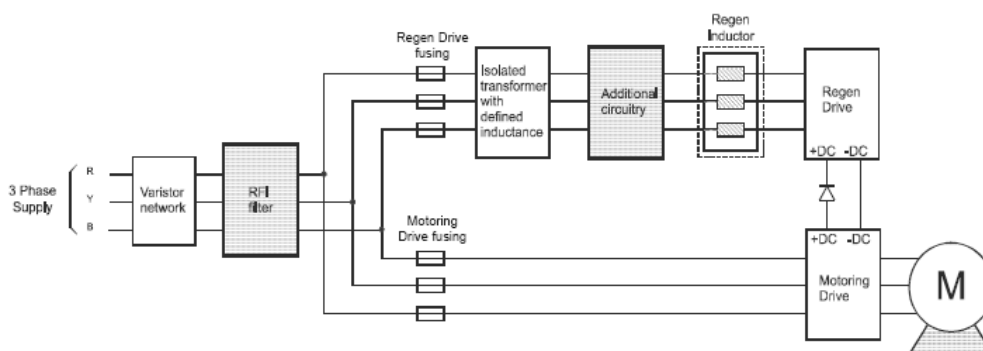 Regen Drive
fusing
Isolated
transformer
with
defined
inductance
Additional
circuitry
Regen
Inductor
Regen
Drive
+DC -DC
3 Phase
Supply
R
Y
B
Varistor
network
RFI
filter
Motoring
Drive fusing
+DC -DC
Motoring
Drive
M